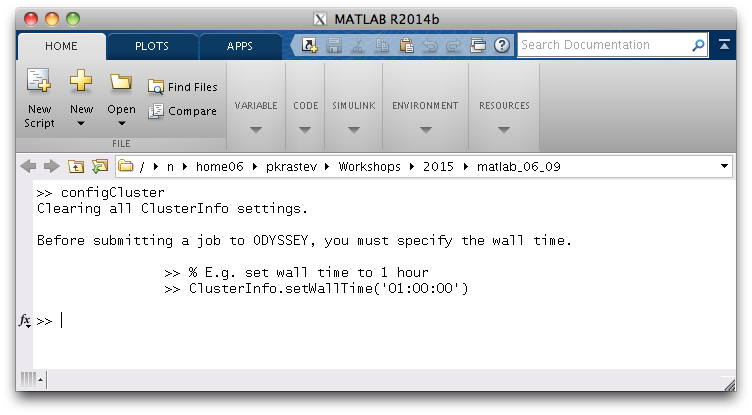 MATLAB R2014b
HOME
PLOTS
APPS
Search Documentation
New
Script
New
Open
Find Files
Compare
FILE
VARIABLE
CODE
SIMULINK
ENVIRONMENT
RESOURCES
/ n home06 pkrastev Workshops 2015 matlab_06_09
>> configCluster
Clearing all ClusterInfo settings.
Before submitting a job to ODYSSEY, you must specify the wall time.
>> % E.g. set wall time to 1 hour
>> ClusterInfo.setWallTime('01:00:00')
fx >>